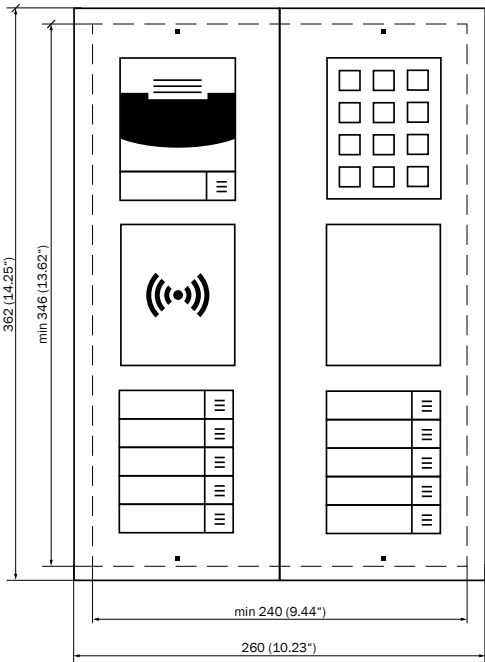 362 (14.25“)
min 346 (13.62“)
min 240 (9.44“)
260 (10.23“)